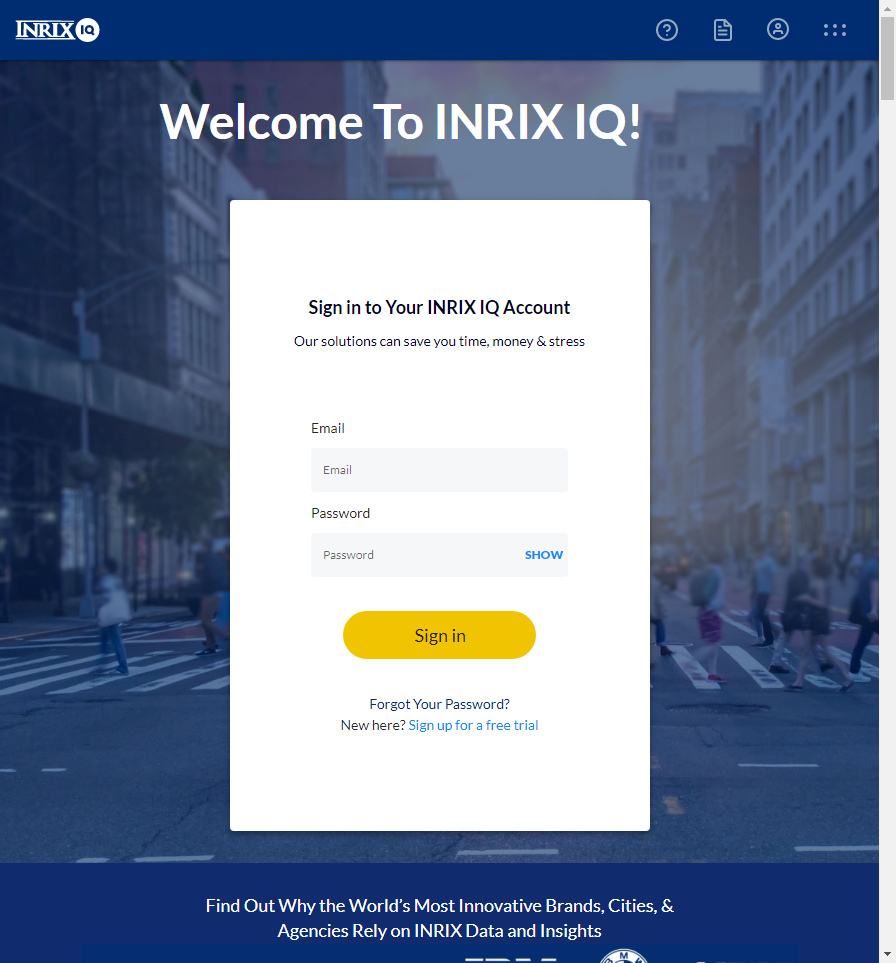 INRIX IQ
Welcome To INRIX IQ!
Sign in to Your INRIX IQ Account
Our solutions can save you time, money & stress
Email
Email
Password
Password SHOW
Sign in
Forgot Your Password?
New here? Sign up for a free trial
Find Out Why the World’s Most Innovative Brands, Cities, &
Agencies Rely on INRIX Data and Insights